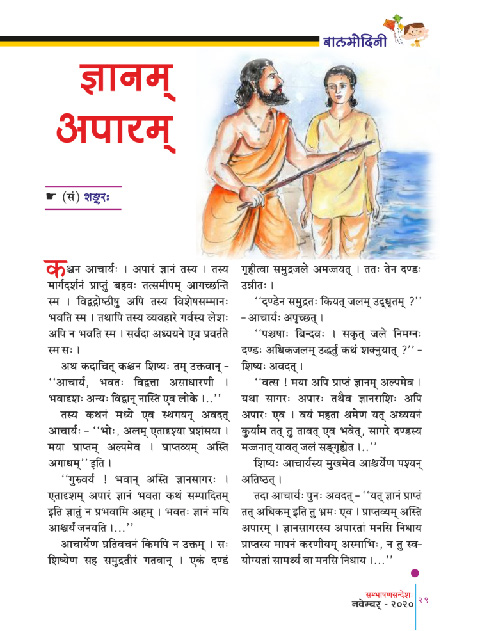 बालमोदिनी
ज्ञानम्
अपारम्
☛ (सं) शङ्करः
कश्चन आचार्यः । अपारं ज्ञानं तस्य । तस्य
मार्गदर्शनं प्राप्तुं बहवः तत्समीपम् आगच्छन्ति
स्म । विद्वद्गोष्ठीषु अपि तस्य विशेषसम्मानः
भवति स्म । तथापि तस्य व्यवहारे गर्वस्य लेशः
अपि न भवति स्म । सर्वदा अध्ययने एव प्रवर्तते
स्म सः ।
अथ कदाचित् कश्चन शिष्यः तम् उक्तवान् -
‘‘आचार्य, भवतः विद्वत्ता असाधारणी ।
भवादृशः अन्यः विद्वान् नास्ति एव लोके ।..’’
तस्य कथनं मध्ये एव स्थगयन् अवदत्
आचार्यः - ‘‘भोः, अलम् एतादृश्या प्रशंसया ।
मया प्राप्तम् अल्पमेव । प्राप्तव्यम् अस्ति
अगाधम्’’ इति ।
‘‘गुरुवर्य ! भवान् अस्ति ज्ञानसागरः ।
एतादृशम् अपारं ज्ञानं भवता कथं सम्पादितम्
इति ज्ञातुं न प्रभवामि अहम् । भवतः ज्ञानं मयि
आश्चर्यं जनयति ।...’’
आचार्येण प्रतिवचनं किमपि न उक्तम् । सः
शिष्येण सह समुद्रतीरं गतवान् । एकं दण्डं
गृहीत्वा समुद्रजले अमज्जयत् । ततः तेन दण्डः
उन्नीतः ।
‘‘दण्डेन समुद्रतः कियत् जलम् उद्धृतम् ?’’
- आचार्यः अपृच्छत् ।
‘‘पञ्चषाः बिन्दवः । सकृत् जले निमग्नः
दण्डः अधिकजलम् उद्धर्तुं कथं शक्नुयात् ?’’ -
शिष्यः अवदत् ।
‘‘वत्स ! मया अपि प्राप्तं ज्ञानम् अल्पमेव ।
यथा सागरः अपारः तथैव ज्ञानराशिः अपि
अपारः एव । वयं महता श्रमेण यत् अध्ययनं
कुर्याम तत् तु तावत् एव भवेत्, सागरे दण्डस्य
मज्जनात् यावत् जलं सङ्गृह्येत ।..’’
शिष्यः आचार्यस्य मुखमेव आश्चर्येण पश्यन्
अतिष्ठत् ।
तदा आचार्यः पुनः अवदत् - ‘‘यत् ज्ञानं प्राप्तं
तत् अधिकम् इति तु भ्रमः एव । प्राप्तव्यम् अस्ति
अपारम् । ज्ञानसागरस्य अपारतां मनसि निधाय
प्राप्तस्य मापनं करणीयम् अस्माभिः, न तु स्व-
योग्यतां सामर्थ्यं वा मनसि निधाय ।...’’
सम्भाषणसन्देशः
नवेम्बर् - २०२०
२९